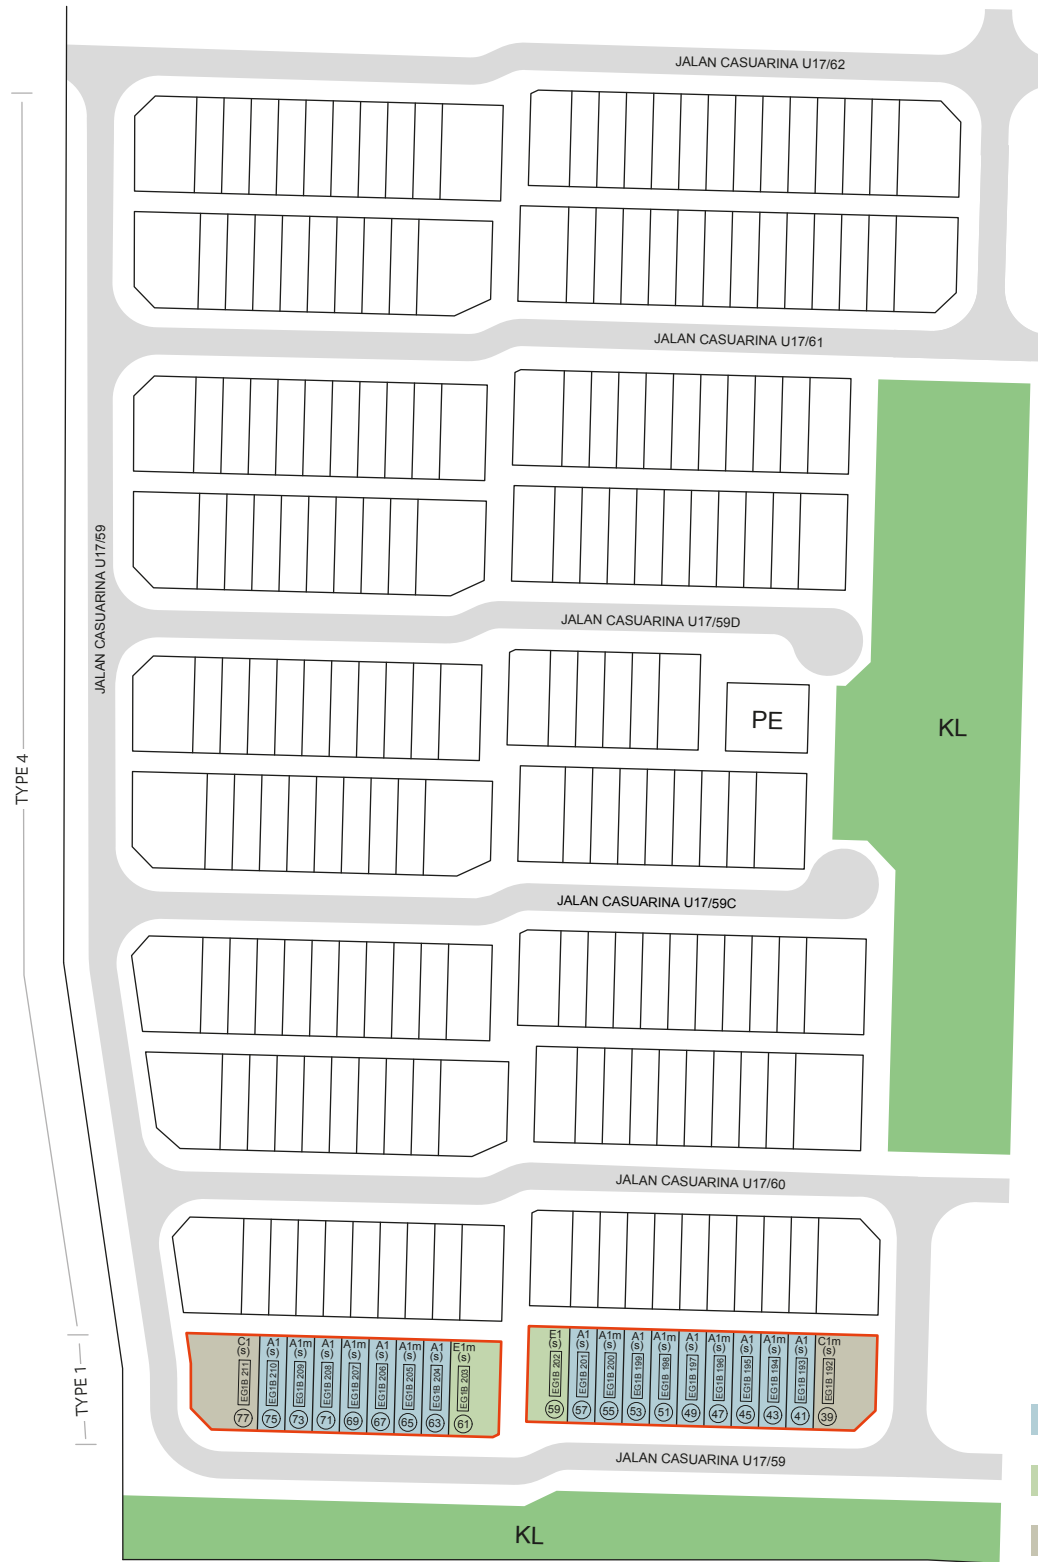 JALAN CASUARINA U17/62
JALAN CASUARINA U17/61
JALAN CASUARINA U17/59
JALAN CASUARINA U17/59D
PE
KL
TYPE 4
JALAN CASUARINA U17/59C
JALAN CASUARINA U17/60
TYPE 1
C1 (s) EG1B 211 77
A1 (s) EG1B 210 75
A1m (s) EG1B 209 73
A1 (s) EG1B 208 71
A1m (s) EG1B 207 69
A1 (s) EG1B 206 67
A1m (s) EG1B 205 65
A1 (s) EG1B 204 63
E1m (s) EG1B 203 61
E1 (s) EG1B 202 59
A1 (s) EG1B 201 57
A1m (s) EG1B 200 55
A1 (s) EG1B 199 53
A1m (s) EG1B 198 51
A1 (s) EG1B 197 49
A1m (s) EG1B 196 47
A1 (s) EG1B 195 45
A1m (s) EG1B 194 43
A1 (s) EG1B 193 41
C1m (s) EG1B 192 39
JALAN CASUARINA U17/59
KL